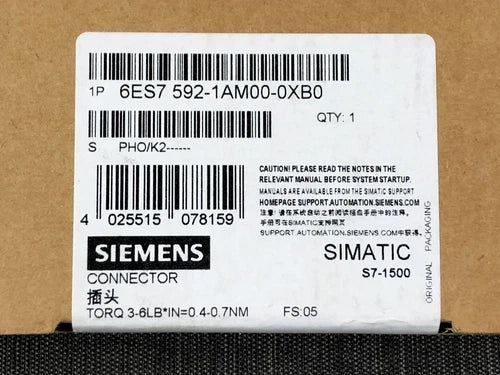 1P 6ES7 592-1AM00-0XB0
QTY: 1
S PHO/K2------
CAUTION! PLEASE READ THE NOTES IN THE
RELEVANT MANUAL BEFORE SYSTEM STARTUP.
MANUALS ARE AVAILABLE FROM THE SIMATIC SUPPORT
HOMEPAGE SUPPORT.AUTOMATION.SIEMENS.COM
注意! 请在系统启动之前阅读相应手册中的注释。
手册可在SIMATIC支持网页
SUPPORT.AUTOMATION.SIEMENS.COM中获得。
4 025515 078159
SIEMENS
SIMATIC
S7-1500
CONNECTOR
插头
TORQ 3-6LB*IN=0.4-0.7NM
FS:05
ORIGINAL PACKAGING